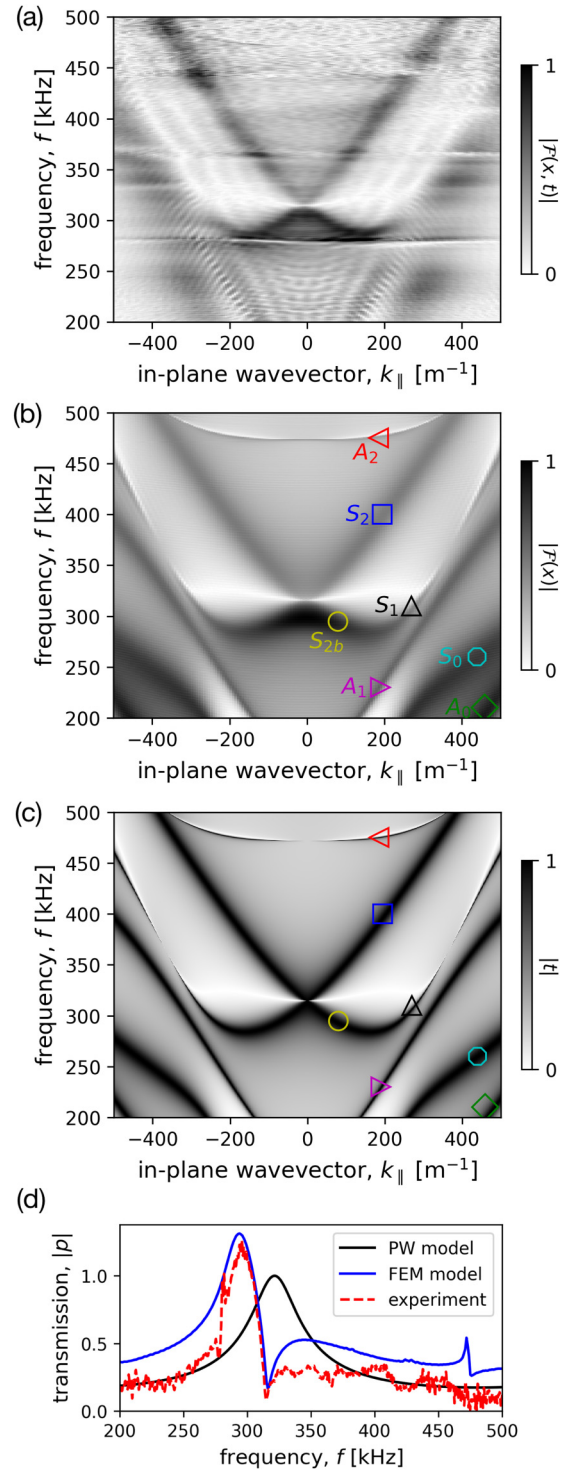 (a)
500
450
400
350
300
250
200
frequency, f [kHz]
−400 −200 0 200 400
in-plane wavevector, k∥ [m⁻¹]
1
0
|F(x, t)|
(b)
500
450
400
350
300
250
200
frequency, f [kHz]
A₂
S₂
S₁
S₂b
S₀
A₁
A₀
−400 −200 0 200 400
in-plane wavevector, k∥ [m⁻¹]
1
0
|F(x)|
(c)
500
450
400
350
300
250
200
frequency, f [kHz]
−400 −200 0 200 400
in-plane wavevector, k∥ [m⁻¹]
1
0
|t|
(d)
transmission, |p|
1.0
0.5
0.0
PW model
FEM model
experiment
200 250 300 350 400 450 500
frequency, f [kHz]